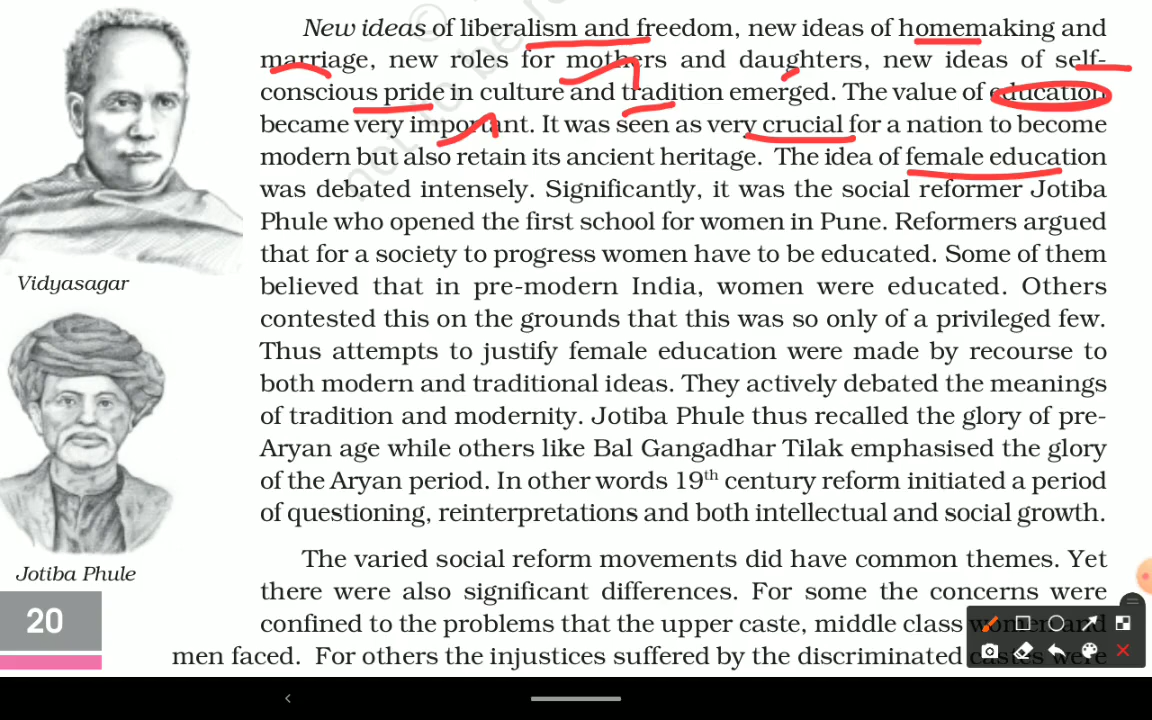 New ideas of liberalism and freedom, new ideas of homemaking and
marriage, new roles for mothers and daughters, new ideas of self-
conscious pride in culture and tradition emerged. The value of education
became very important. It was seen as very crucial for a nation to become
modern but also retain its ancient heritage. The idea of female education
was debated intensely. Significantly, it was the social reformer Jotiba
Phule who opened the first school for women in Pune. Reformers argued
that for a society to progress women have to be educated. Some of them
believed that in pre-modern India, women were educated. Others
contested this on the grounds that this was so only of a privileged few.
Thus attempts to justify female education were made by recourse to
both modern and traditional ideas. They actively debated the meanings
of tradition and modernity. Jotiba Phule thus recalled the glory of pre-
Aryan age while others like Bal Gangadhar Tilak emphasised the glory
of the Aryan period. In other words 19th century reform initiated a period
of questioning, reinterpretations and both intellectual and social growth.
The varied social reform movements did have common themes. Yet
there were also significant differences. For some the concerns were
confined to the problems that the upper caste, middle class women and
men faced. For others the injustices suffered by the discriminated castes were
Vidyasagar
Jotiba Phule
20
© not to be re